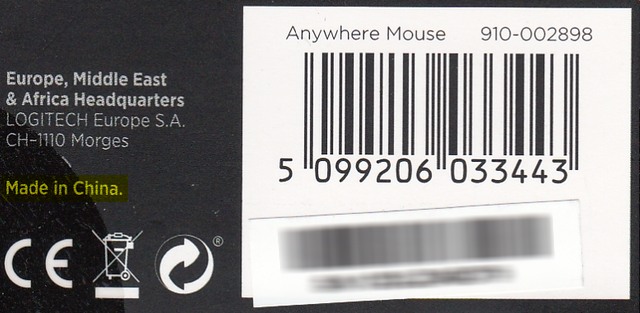 Anywhere Mouse 910-002898
5 099206 033443
Europe, Middle East
& Africa Headquarters
LOGITECH Europe S.A.
CH-1110 Morges
Made in China.
CE
®